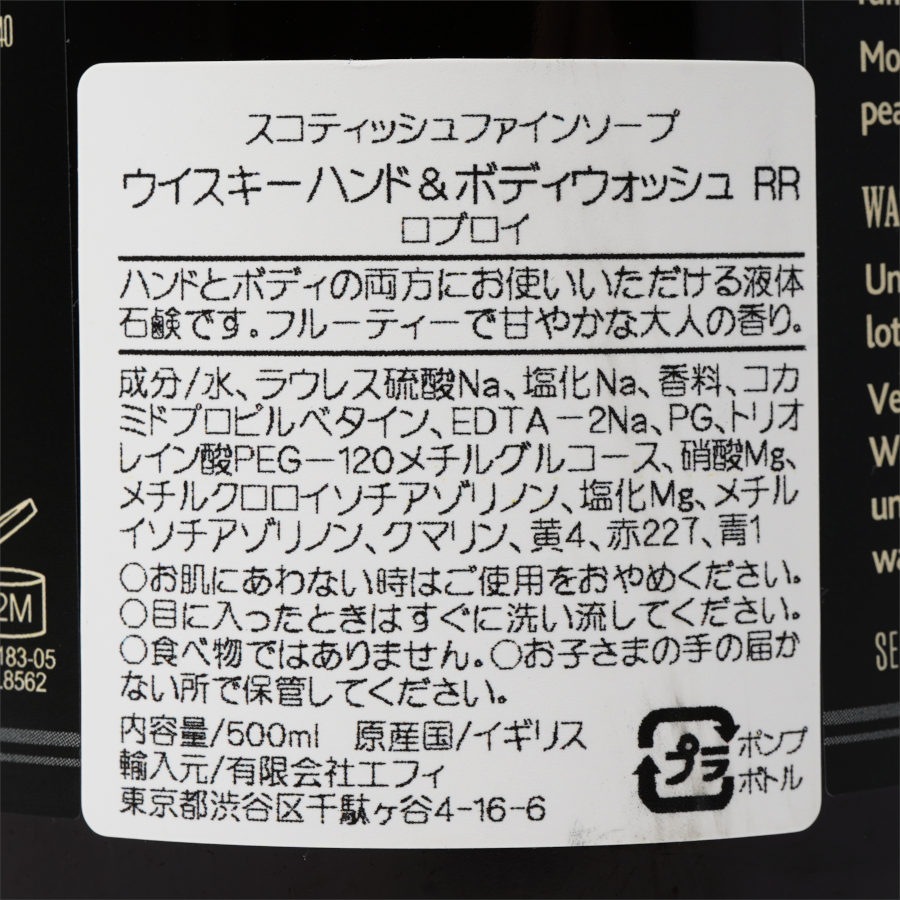 40
スコティッシュファインソープ
ウイスキーハンド&ボディウォッシュ RR
ロブロイ
ハンドとボディの両方にお使いいただける液体
石鹸です。フルーティーで甘やかな大人の香り。
成分/水、ラウレス硫酸Na、塩化Na、香料、コカ
ミドプロピルベタイン、EDTA-2Na、PG、トリオ
レイン酸PEG-120メチルグルコース、硝酸Mg、
メチルクロロイソチアゾリノン、塩化Mg、メチル
イソチアゾリノン、クマリン、黄4、赤227、青1
○お肌にあわない時はご使用をおやめください。
○目に入ったときはすぐに洗い流してください。
○食べ物ではありません。○お子さまの手の届か
ない所で保管してください。
内容量/500ml 原産国/イギリス
輸入元/有限会社エフィ
東京都渋谷区千駄ヶ谷4-16-6
プラ
ポンプ
ボトル
2M
183-05
L8562
Mo
pea
WA
Un
lot
Ve
W
un
wa
SE